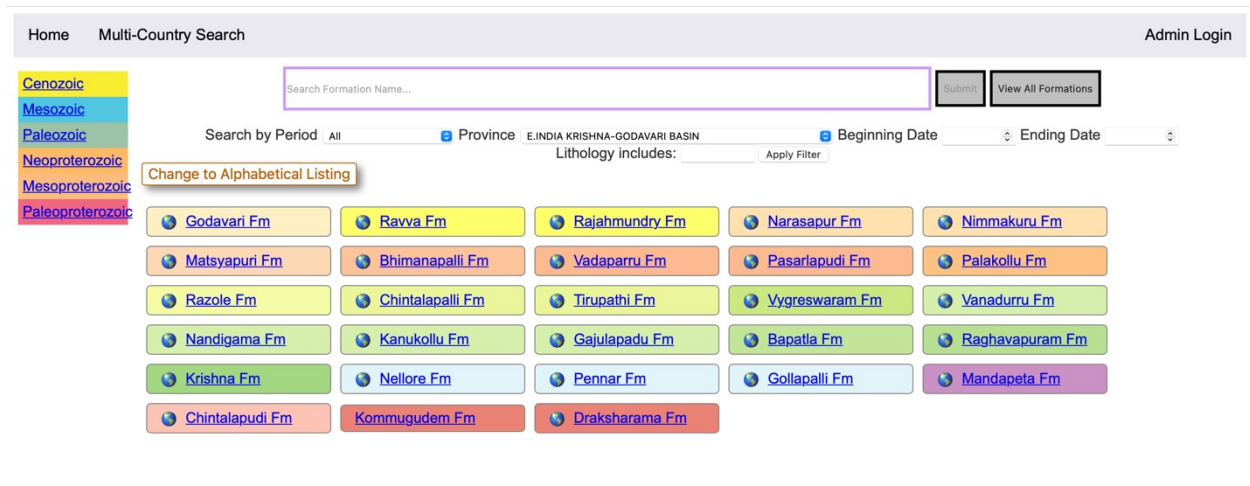 Home Multi-Country Search Admin Login
Cenozoic
Mesozoic
Paleozoic
Neoproterozoic
Mesoproterozoic
Paleoproterozoic
Search Formation Name... Submit View All Formations
Search by Period All Province E.INDIA KRISHNA-GODAVARI BASIN Beginning Date Ending Date
Lithology includes: Apply Filter
Change to Alphabetical Listing
Godavari Fm Ravva Fm Rajahmundry Fm Narasapur Fm Nimmakuru Fm
Matsyapuri Fm Bhimanapalli Fm Vadaparru Fm Pasarlapudi Fm Palakollu Fm
Razole Fm Chintalapalli Fm Tirupathi Fm Vygreswaram Fm Vanadurru Fm
Nandigama Fm Kanukollu Fm Gajulapadu Fm Bapatla Fm Raghavapuram Fm
Krishna Fm Nellore Fm Pennar Fm Gollapalli Fm Mandapeta Fm
Chintalapudi Fm Kommugudem Fm Draksharama Fm